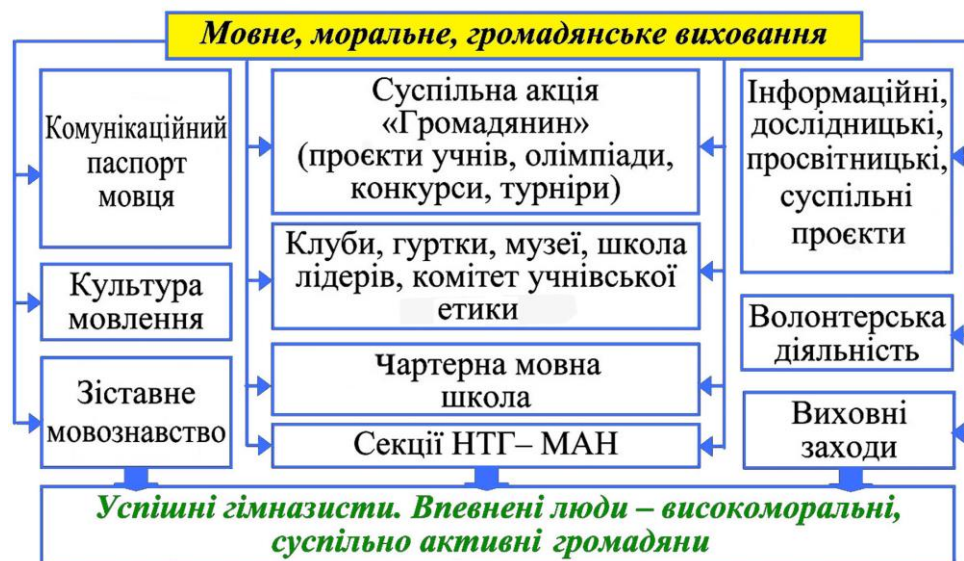 Мовне, моральне, громадянське виховання
Комунікаційний
паспорт
мовця
Культура
мовлення
Зіставне
мовознавство
Суспільна акція
«Громадянин»
(проєкти учнів, олімпіади,
конкурси, турніри)
Клуби, гуртки, музеї, школа
лідерів, комітет учнівської
етики
Чартерна мовна
школа
Секції НТГ– МАН
Інформаційні,
дослідницькі,
просвітницькі,
суспільні
проєкти
Волонтерська
діяльність
Виховні
заходи
Успішні гімназисти. Впевнені люди – високоморальні,
суспільно активні громадяни